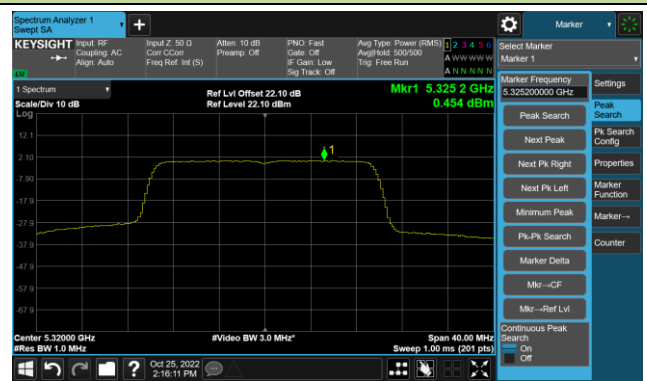 Spectrum Analyzer 1
Swept SA
Marker
KEYSIGHT
Input: RF
Coupling: AC
Align: Auto
Input Z: 50 Ω
Corr CCorr
Freq Ref: Int (S)
Atten: 10 dB
Preamp: Off
PNO: Fast
Gate: Off
IF Gain: Low
Sig Track: Off
Avg Type: Power (RMS)
Avg|Hold: 500/500
Trig: Free Run
1 2 3 4 5 6
A W W W W W
A N N N N N
Select Marker
Marker 1
1 Spectrum
Scale/Div 10 dB
Log
Ref Lvl Offset 22.10 dB
Ref Level 22.10 dBm
Mkr1 5.325 2 GHz
0.454 dBm
1
12.1
2.10
-7.90
-17.9
-27.9
-37.9
-47.9
-57.9
-67.9
Center 5.32000 GHz
#Res BW 1.0 MHz
#Video BW 3.0 MHz*
Span 40.00 MHz
Sweep 1.00 ms (201 pts)
Marker Frequency
5.325200000 GHz
Peak Search
Next Peak
Next Pk Right
Next Pk Left
Minimum Peak
Pk-Pk Search
Marker Delta
Mkr→CF
Mkr→Ref Lvl
Continuous Peak
Search
On
Off
Settings
Peak
Search
Pk Search
Config
Properties
Marker
Function
Marker→
Counter
?
Oct 25, 2022
2:16:11 PM